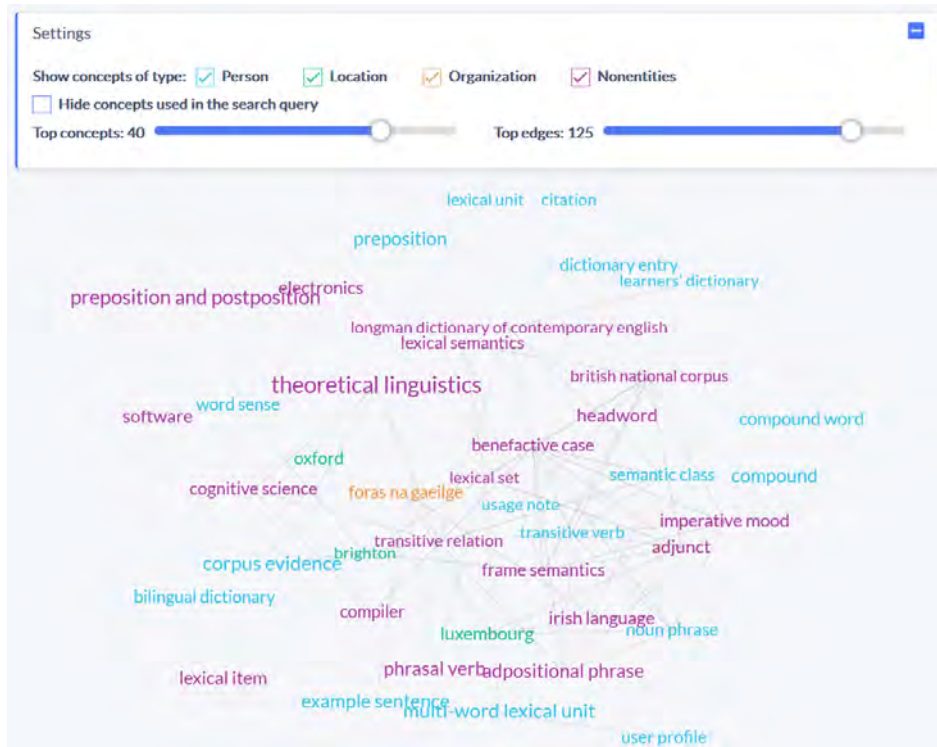 Settings
Show concepts of type: Person Location Organization Nonentities
Hide concepts used in the search query
Top concepts: 40 Top edges: 125
lexical unit citation
preposition
dictionary entry
learners' dictionary
electronics
preposition and postposition
longman dictionary of contemporary english
lexical semantics
british national corpus
theoretical linguistics
word sense
software
headword
compound word
benefactive case
oxford
lexical set
semantic class
compound
cognitive science
foras na gaeilge
usage note
imperative mood
transitive verb
transitive relation
adjunct
brighton
corpus evidence
frame semantics
bilingual dictionary
compiler
irish language
luxembourg
noun phrase
phrasal verb
adpositional phrase
lexical item
example sentence
multi-word lexical unit
user profile